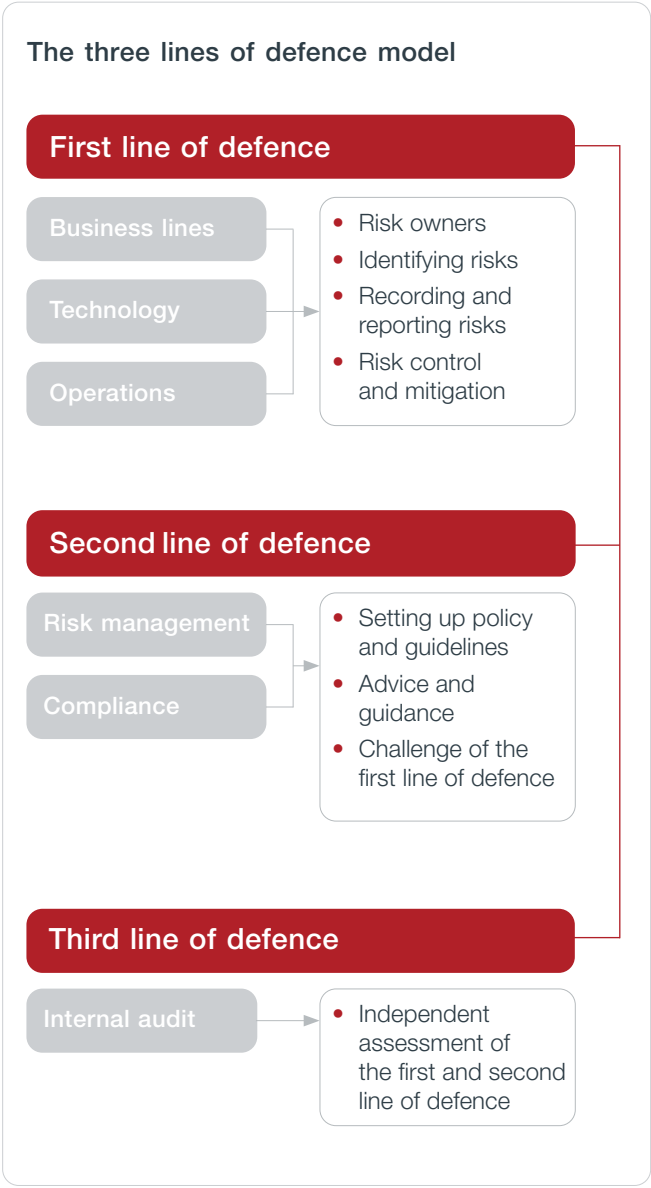 The three lines of defence model
First line of defence
Business lines
Technology
Operations
• Risk owners
• Identifying risks
• Recording and
reporting risks
• Risk control
and mitigation
Second line of defence
Risk management
Compliance
• Setting up policy
and guidelines
• Advice and
guidance
• Challenge of the
first line of defence
Third line of defence
Internal audit
• Independent
assessment of
the first and second
line of defence